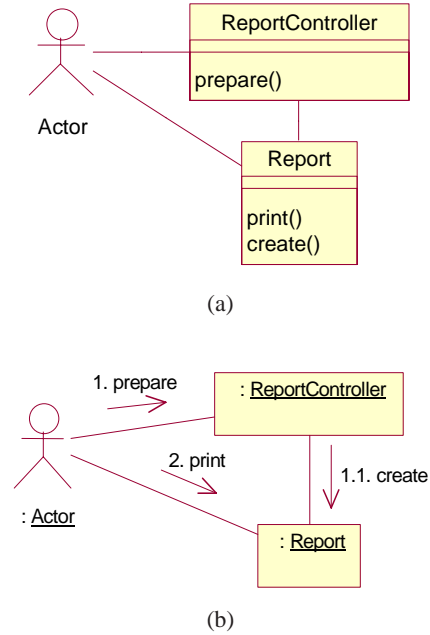 ReportController
prepare()
Actor
Report
print()
create()
(a)
1. prepare
: ReportController
2. print
1.1. create
: Actor
: Report
(b)